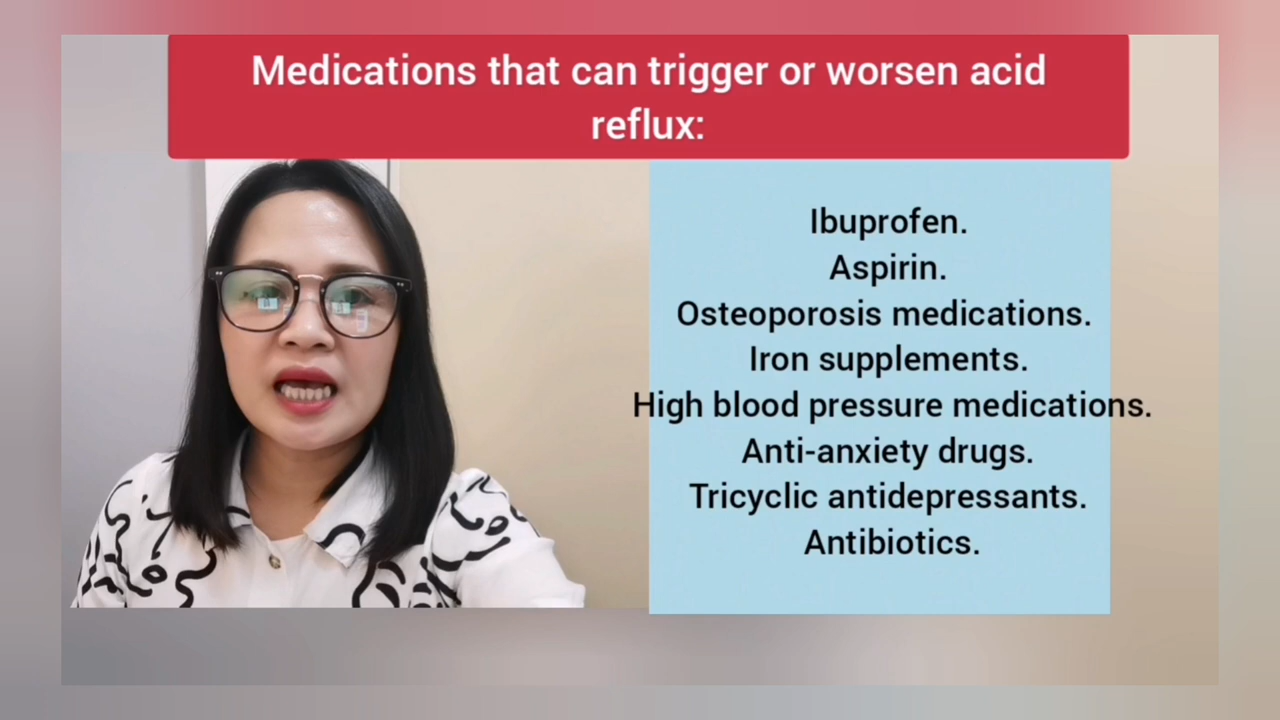 Medications that can trigger or worsen acid
reflux:
Ibuprofen.
Aspirin.
Osteoporosis medications.
Iron supplements.
High blood pressure medications.
Anti-anxiety drugs.
Tricyclic antidepressants.
Antibiotics.